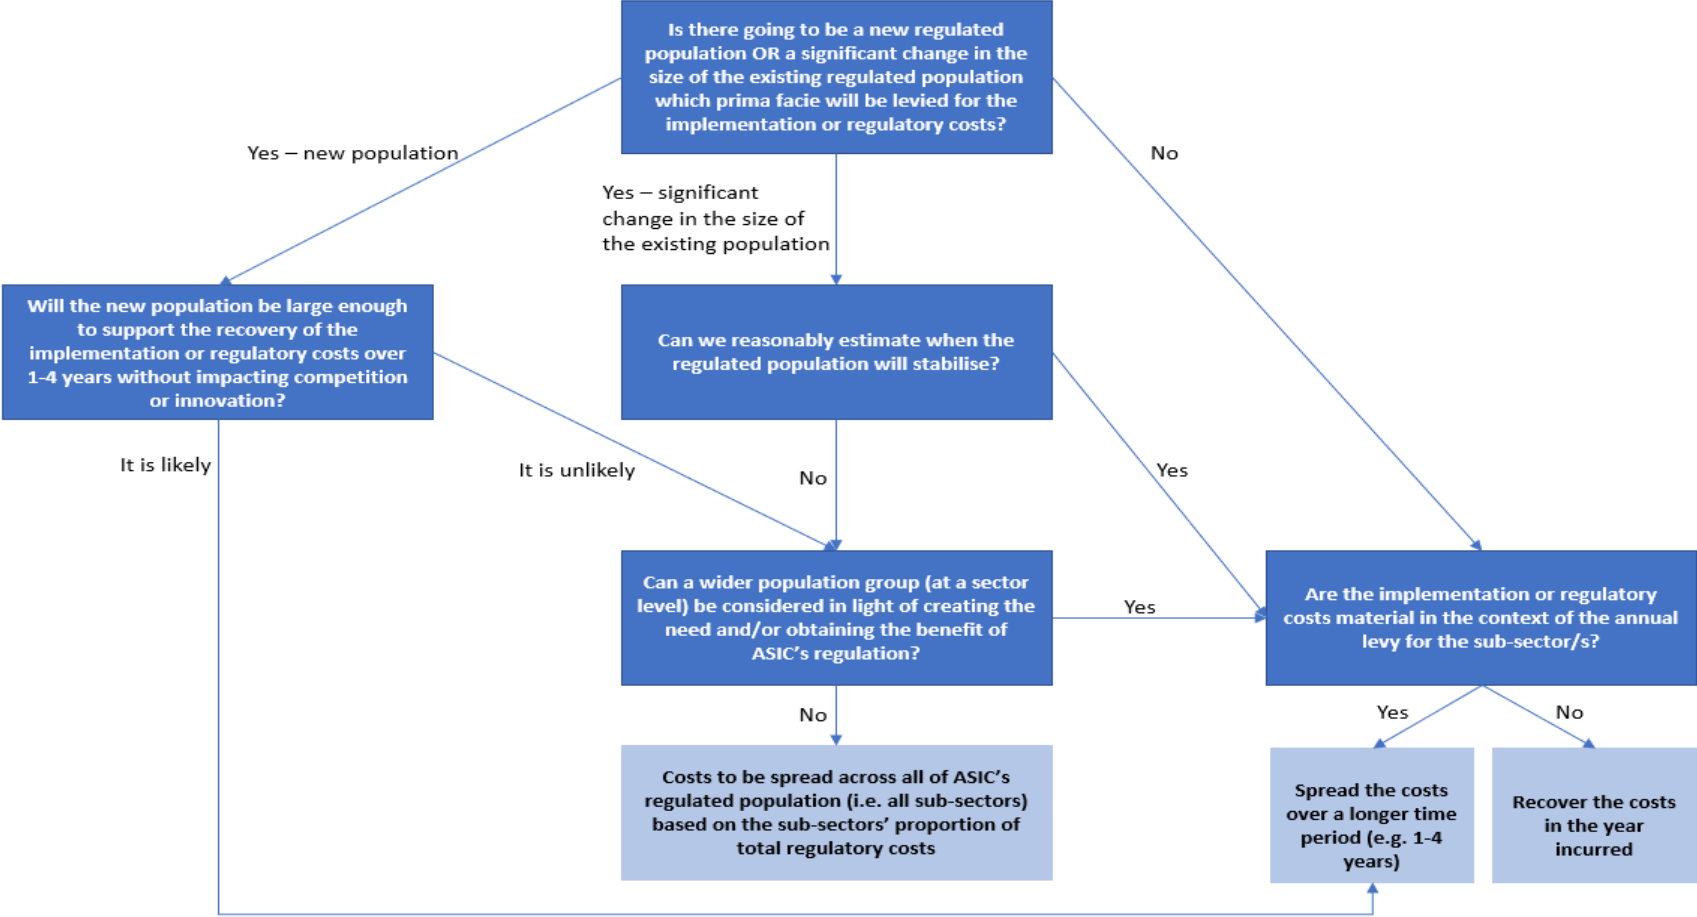 Is there going to be a new regulated
population OR a significant change in the
size of the existing regulated population
which prima facie will be levied for the
implementation or regulatory costs?
Yes – new population
No
Yes – significant
change in the size of
the existing population
Will the new population be large enough
to support the recovery of the
implementation or regulatory costs over
1-4 years without impacting competition
or innovation?
Can we reasonably estimate when the
regulated population will stabilise?
It is likely
It is unlikely
No
Yes
Can a wider population group (at a sector
level) be considered in light of creating the
need and/or obtaining the benefit of
ASIC’s regulation?
Yes
Are the implementation or regulatory
costs material in the context of the annual
levy for the sub-sector/s?
No
Yes
No
Costs to be spread across all of ASIC’s
regulated population (i.e. all sub-sectors)
based on the sub-sectors’ proportion of
total regulatory costs
Spread the costs
over a longer time
period (e.g. 1-4
years)
Recover the costs
in the year
incurred